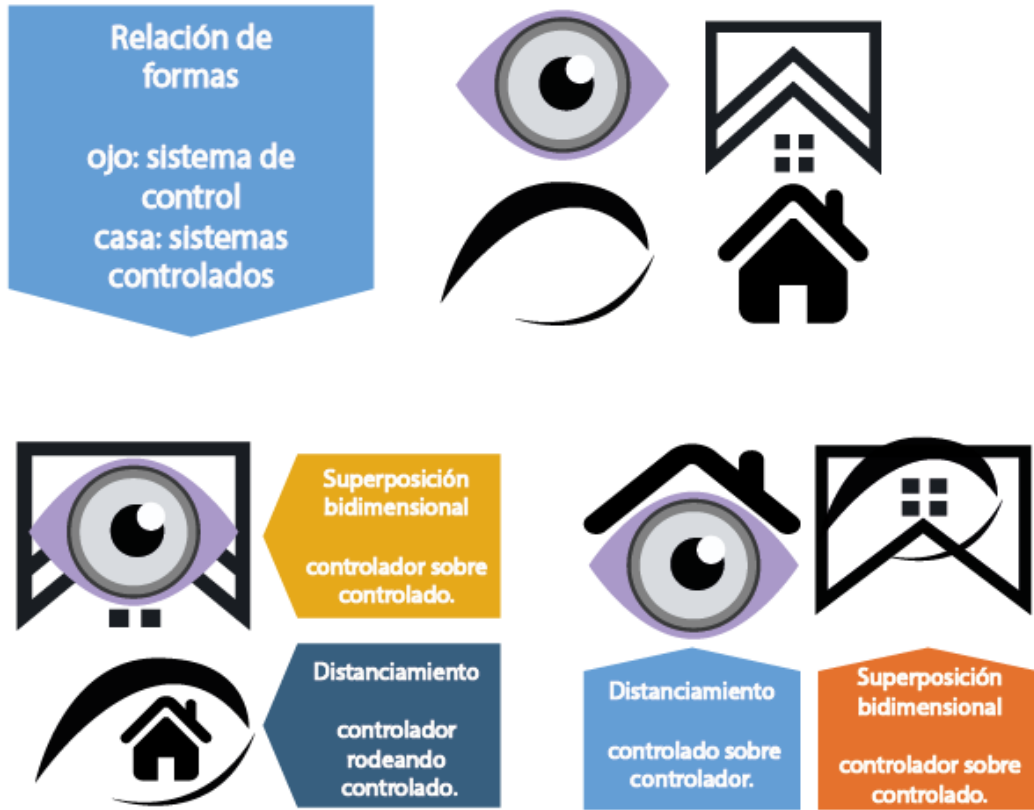 Relación de
formas
ojo: sistema de
control
casa: sistemas
controlados
Superposición
bidimensional
controlador sobre
controlado.
Distanciamiento
controlador
rodeando
controlado.
Distanciamiento
controlado sobre
controlador.
Superposición
bidimensional
controlador sobre
controlado.